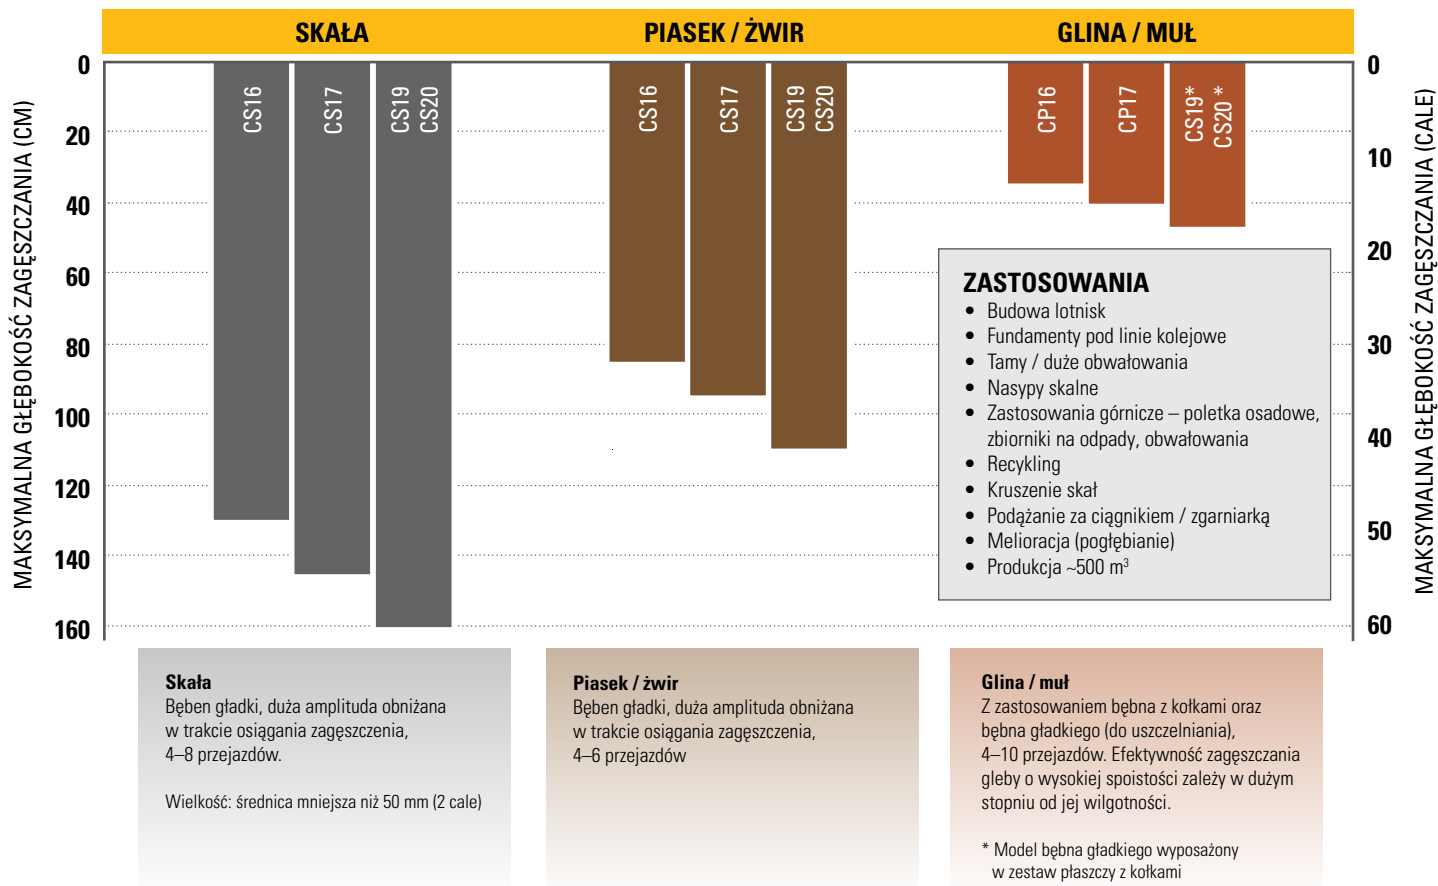 SKAŁA
PIASEK / ŻWIR
GLINA / MUŁ
MAKSYMALNA GŁĘBOKOŚĆ ZAGĘSZCZANIA (CM)
0
20
40
60
80
100
120
140
160
CS16
CS17
CS19
CS20
CS16
CS17
CS19
CS20
CP16
CP17
CS19*
CS20 *
0
10
20
30
40
50
60
MAKSYMALNA GŁĘBOKOŚĆ ZAGĘSZCZANIA (CALE)
ZASTOSOWANIA
• Budowa lotnisk
• Fundamenty pod linie kolejowe
• Tamy / duże obwałowania
• Nasypy skalne
• Zastosowania górnicze – poletka osadowe,
zbiorniki na odpady, obwałowania
• Recykling
• Kruszenie skał
• Podążanie za ciągnikiem / zgarniarką
• Melioracja (pogłębianie)
• Produkcja ~500 m³
Skała
Bęben gładki, duża amplituda obniżana
w trakcie osiągania zagęszczenia,
4–8 przejazdów.
Wielkość: średnica mniejsza niż 50 mm (2 cale)
Piasek / żwir
Bęben gładki, duża amplituda obniżana
w trakcie osiągania zagęszczenia,
4–6 przejazdów
Glina / muł
Z zastosowaniem bębna z kołkami oraz
bębna gładkiego (do uszczelniania),
4–10 przejazdów. Efektywność zagęszczania
gleby o wysokiej spoistości zależy w dużym
stopniu od jej wilgotności.
* Model bębna gładkiego wyposażony
w zestaw płaszczy z kołkami